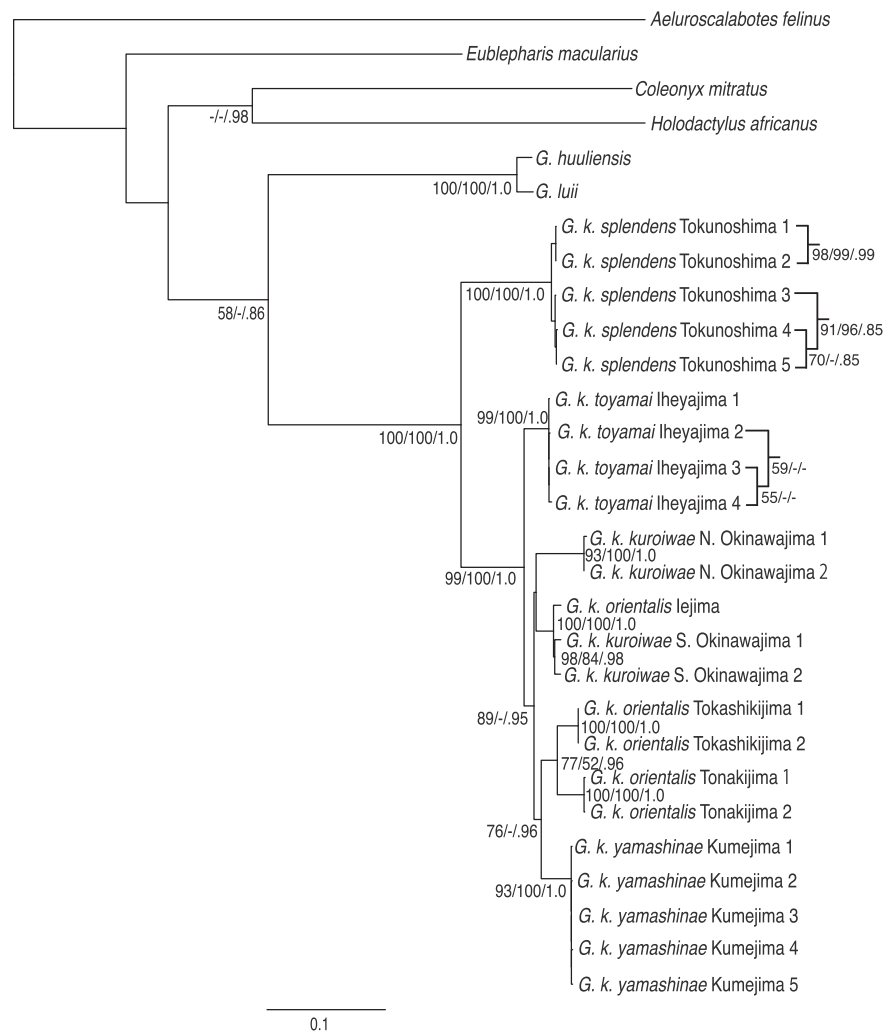 Aeluroscalabotes felinus
Eublepharis macularius
Coleonyx mitratus
-/-/.98
Holodactylus africanus
G. huuliensis
100/100/1.0
G. luii
G. k. splendens Tokunoshima 1
98/99/.99
G. k. splendens Tokunoshima 2
100/100/1.0
G. k. splendens Tokunoshima 3
58/-/.86
91/96/.85
G. k. splendens Tokunoshima 4
70/-/.85
G. k. splendens Tokunoshima 5
G. k. toyamai Iheyajima 1
99/100/1.0
100/100/1.0
G. k. toyamai Iheyajima 2
59/-/-
G. k. toyamai Iheyajima 3
55/-/-
G. k. toyamai Iheyajima 4
G. k. kuroiwae N. Okinawajima 1
93/100/1.0
99/100/1.0
G. k. kuroiwae N. Okinawajima 2
G. k. orientalis Iejima
100/100/1.0
G. k. kuroiwae S. Okinawajima 1
98/84/.98
G. k. kuroiwae S. Okinawajima 2
89/-/.95
G. k. orientalis Tokashikijima 1
100/100/1.0
G. k. orientalis Tokashikijima 2
77/52/.96
G. k. orientalis Tonakijima 1
100/100/1.0
G. k. orientalis Tonakijima 2
76/-/.96
G. k. yamashinae Kumejima 1
G. k. yamashinae Kumejima 2
93/100/1.0
G. k. yamashinae Kumejima 3
G. k. yamashinae Kumejima 4
G. k. yamashinae Kumejima 5
0.1